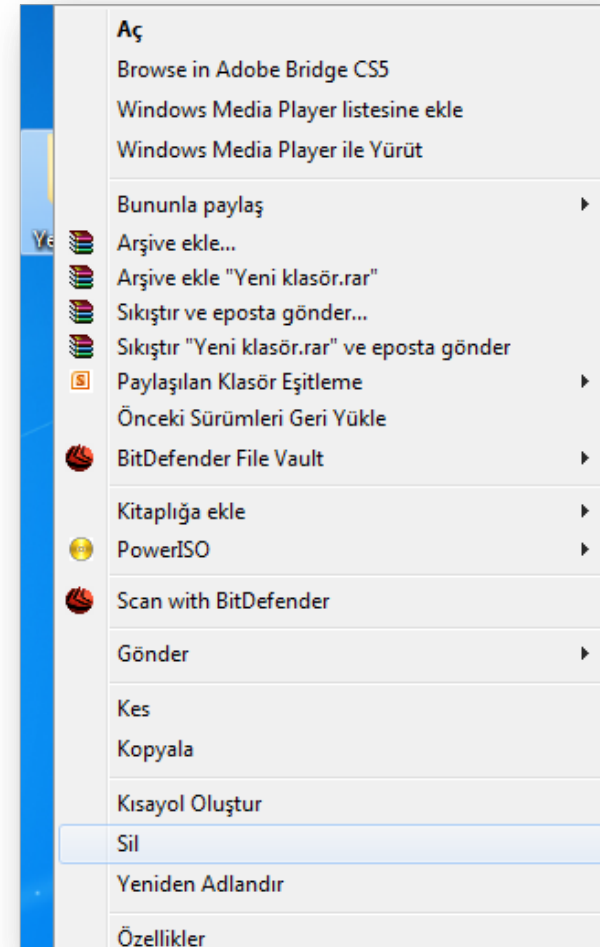 Aç
Browse in Adobe Bridge CS5
Windows Media Player listesine ekle
Windows Media Player ile Yürüt
Bununla paylaş
Ye
Arşive ekle...
Arşive ekle "Yeni klasör.rar"
Sıkıştır ve eposta gönder...
Sıkıştır "Yeni klasör.rar" ve eposta gönder
Paylaşılan Klasör Eşitleme
Önceki Sürümleri Geri Yükle
BitDefender File Vault
Kitaplığa ekle
PowerISO
Scan with BitDefender
Gönder
Kes
Kopyala
Kısayol Oluştur
Sil
Yeniden Adlandır
Özellikler